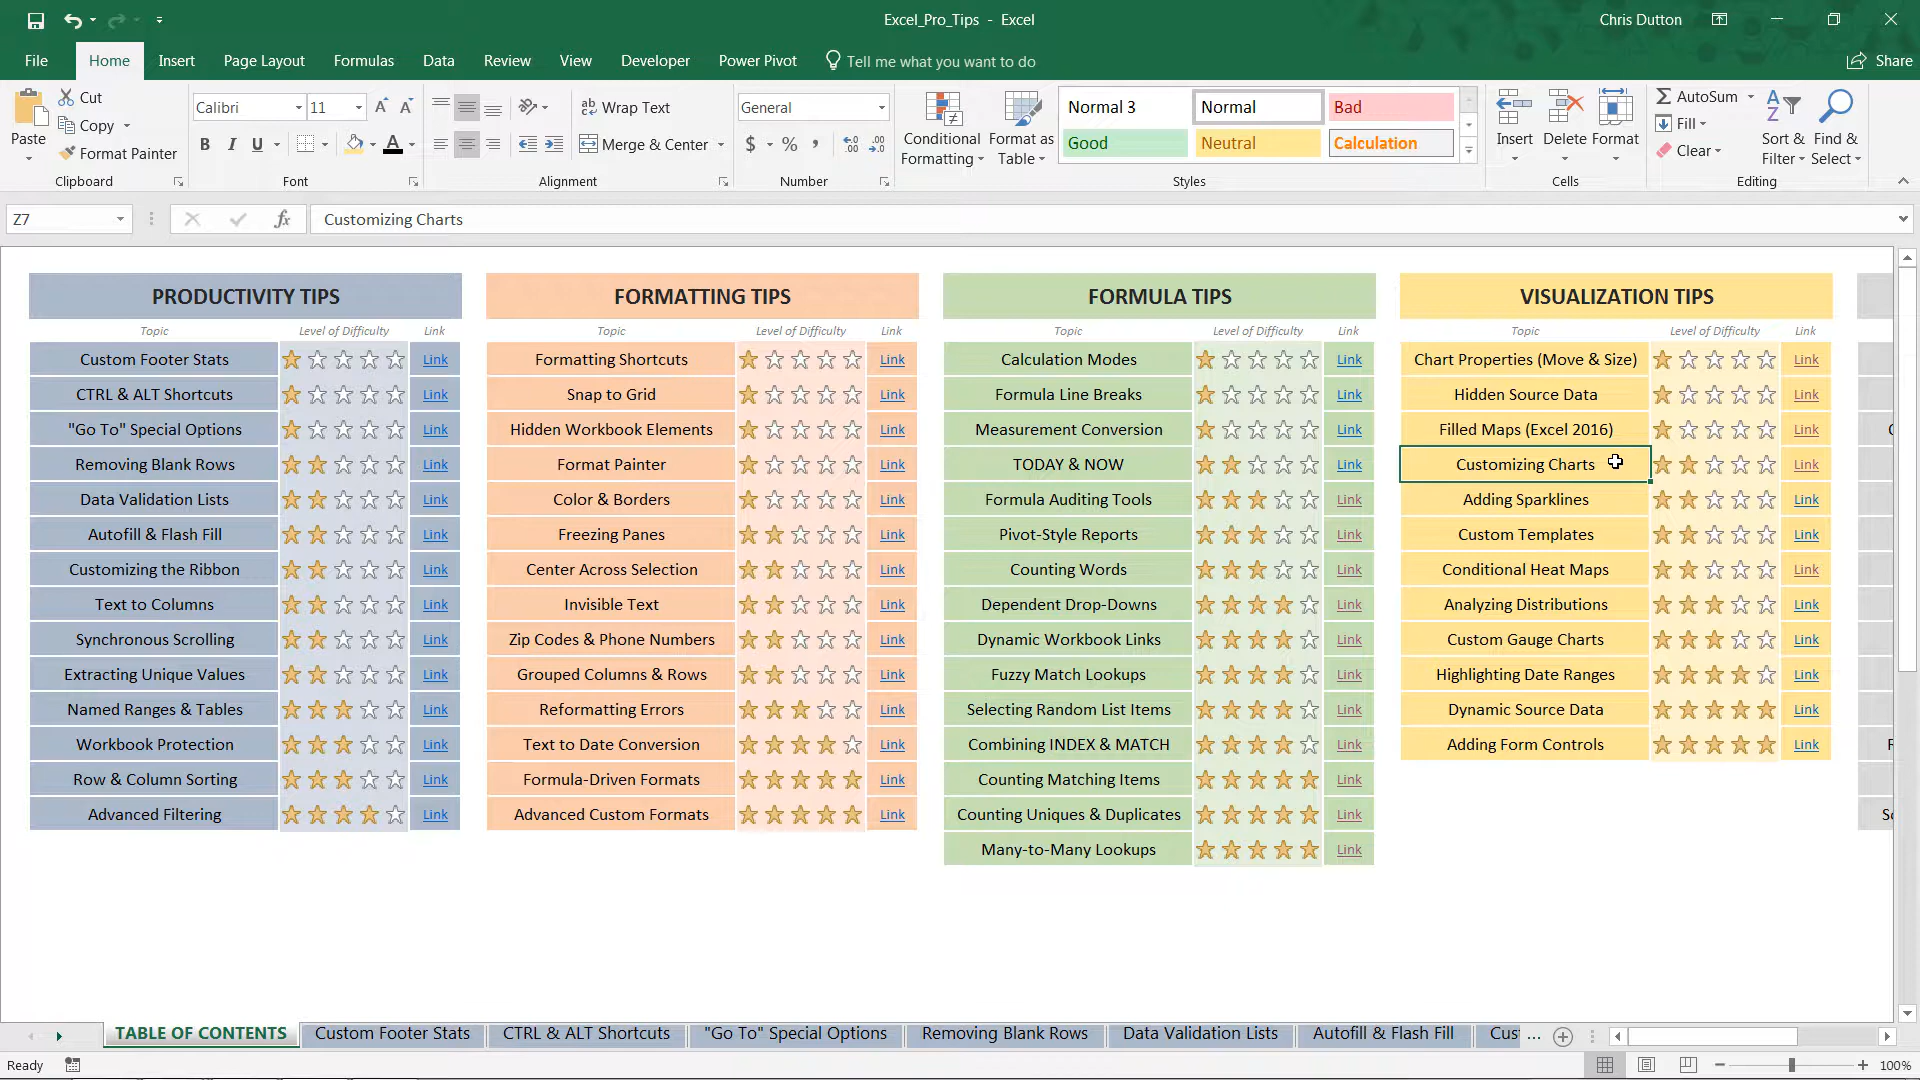 Excel_Pro_Tips - Excel
Chris Dutton
File Home Insert Page Layout Formulas Data Review View Developer Power Pivot Tell me what you want to do Share
Paste
Cut
Copy
Format Painter
Clipboard
Calibri 11
B I U A
Font
Wrap Text
Merge & Center
Alignment
General
$ % ,
Number
Conditional Formatting
Format as Table
Normal 3 Normal Bad
Good Neutral Calculation
Styles
Insert Delete Format
Cells
AutoSum
Fill
Clear
Sort & Filter
Find & Select
Editing
Z7 fx Customizing Charts
PRODUCTIVITY TIPS
Topic Level of Difficulty Link
Custom Footer Stats Link
CTRL & ALT Shortcuts Link
"Go To" Special Options Link
Removing Blank Rows Link
Data Validation Lists Link
Autofill & Flash Fill Link
Customizing the Ribbon Link
Text to Columns Link
Synchronous Scrolling Link
Extracting Unique Values Link
Named Ranges & Tables Link
Workbook Protection Link
Row & Column Sorting Link
Advanced Filtering Link
FORMATTING TIPS
Topic Level of Difficulty Link
Formatting Shortcuts Link
Snap to Grid Link
Hidden Workbook Elements Link
Format Painter Link
Color & Borders Link
Freezing Panes Link
Center Across Selection Link
Invisible Text Link
Zip Codes & Phone Numbers Link
Grouped Columns & Rows Link
Reformatting Errors Link
Text to Date Conversion Link
Formula-Driven Formats Link
Advanced Custom Formats Link
FORMULA TIPS
Topic Level of Difficulty Link
Calculation Modes Link
Formula Line Breaks Link
Measurement Conversion Link
TODAY & NOW Link
Formula Auditing Tools Link
Pivot-Style Reports Link
Counting Words Link
Dependent Drop-Downs Link
Dynamic Workbook Links Link
Fuzzy Match Lookups Link
Selecting Random List Items Link
Combining INDEX & MATCH Link
Counting Matching Items Link
Counting Uniques & Duplicates Link
Many-to-Many Lookups Link
VISUALIZATION TIPS
Topic Level of Difficulty Link
Chart Properties (Move & Size) Link
Hidden Source Data Link
Filled Maps (Excel 2016) Link
Customizing Charts Link
Adding Sparklines Link
Custom Templates Link
Conditional Heat Maps Link
Analyzing Distributions Link
Custom Gauge Charts Link
Highlighting Date Ranges Link
Dynamic Source Data Link
Adding Form Controls Link
TABLE OF CONTENTS Custom Footer Stats CTRL & ALT Shortcuts "Go To" Special Options Removing Blank Rows Data Validation Lists Autofill & Flash Fill Cus ...
Ready 100%